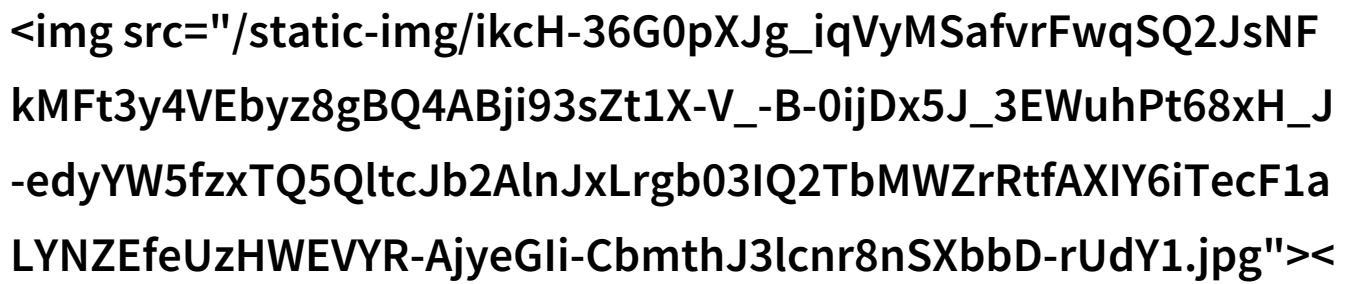 <img src="/static-img/ikcH-36G0pXJg_iqVyMSafvrFwqSQ2JsNF
kMFt3y4VEbyz8gBQ4ABji93sZt1X-V_-B-0ijDx5J_3EWuhPt68xH_J
-edyYW5fzxTQ5QltcJb2AlnJxLrgb03IQ2TbMWZrRtfAXIY6iTecF1a
LYNZEfeUzHWEVYR-AjyeGIi-CbmthJ3lcnr8nSXbbD-rUdY1.jpg"><